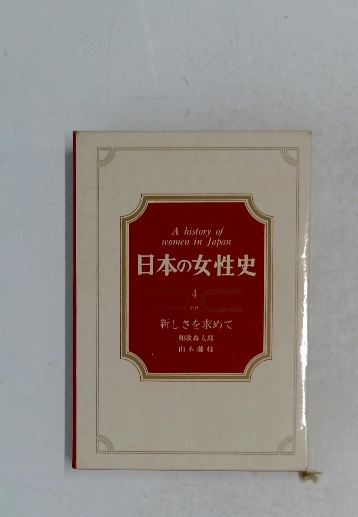 A history of
women in Japan
日本の女性史
4
新しさを求めて
和歌森太郎
山本藤枝